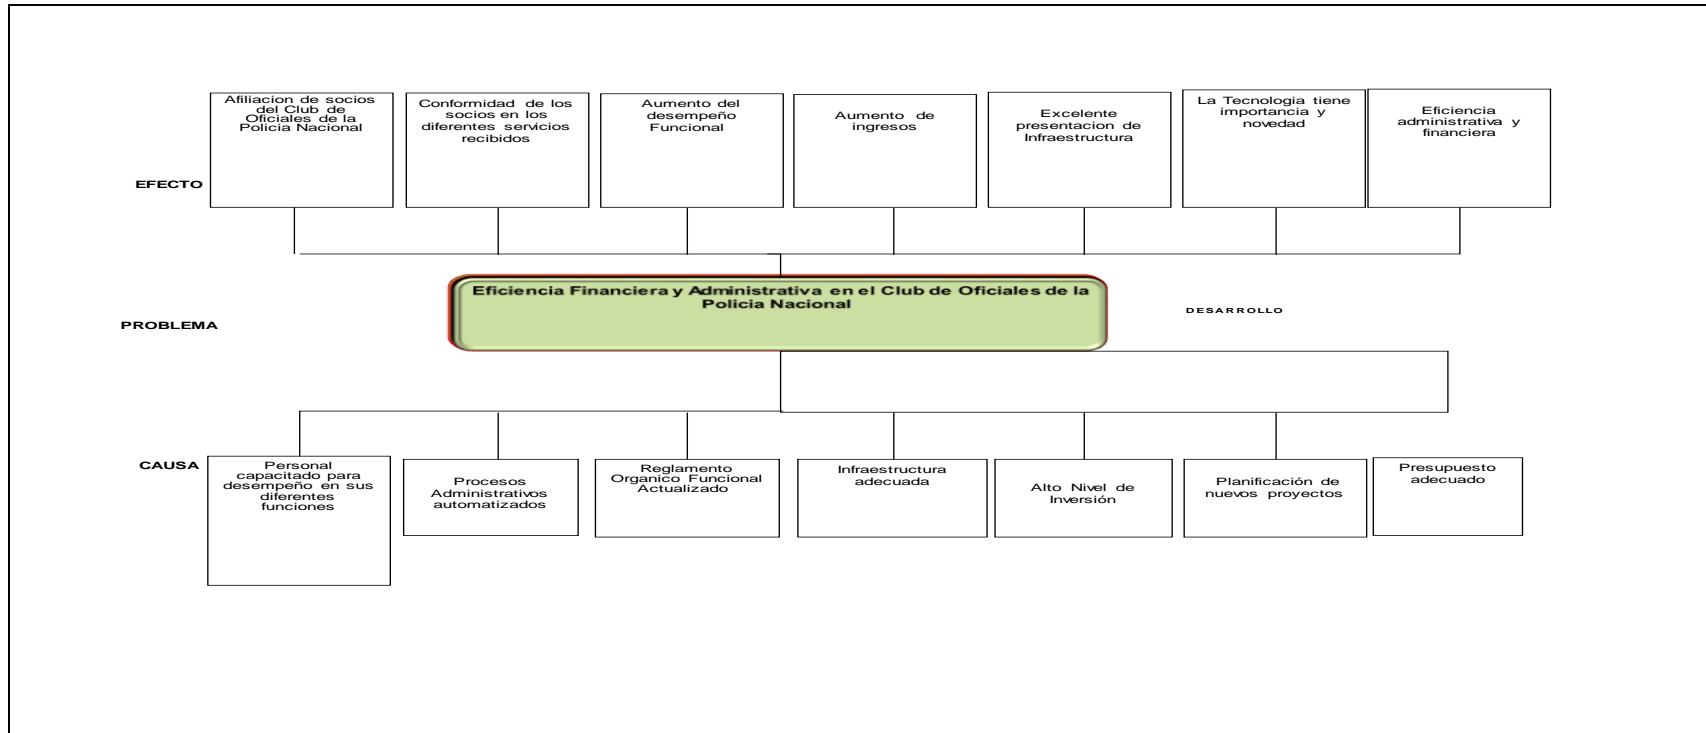 Afiliacion de socios
del Club de
Oficiales de la
Policia Nacional
Conformidad de los
socios en los
diferentes servicios
recibidos
Aumento del
desempeño
Funcional
Aumento de
ingresos
Excelente
presentacion de
Infraestructura
La Tecnologia tiene
importancia y
novedad
Eficiencia
administrativa y
financiera
EFECTO
Eficiencia Financiera y Administrativa en el Club de Oficiales de la
Policia Nacional
DESARROLLO
PROBLEMA
CAUSA
Personal
capacitado para
desempeño en sus
diferentes
funciones
Procesos
Administrativos
automatizados
Reglamento
Organico Funcional
Actualizado
Infraestructura
adecuada
Alto Nivel de
Inversión
Planificación de
nuevos proyectos
Presupuesto
adecuado